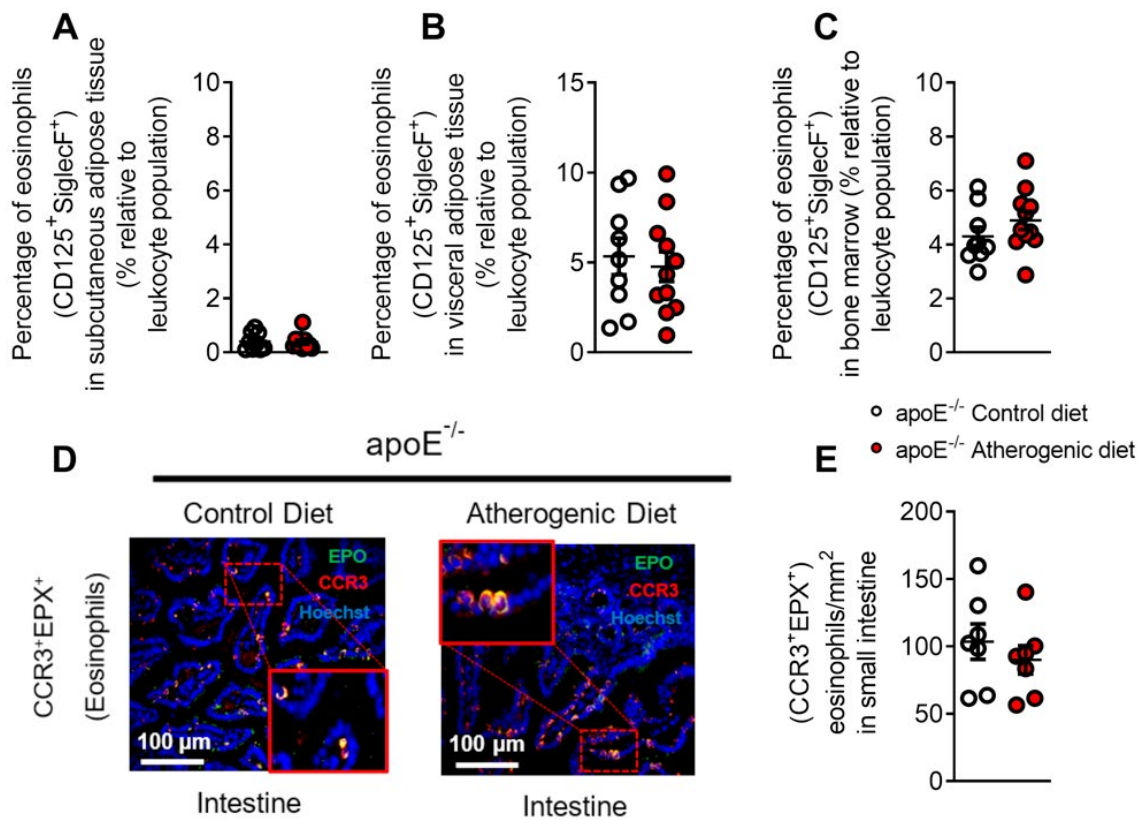 A
Percentage of eosinophils
(CD125⁺ SiglecF⁺)
in subcutaneous adipose tissue
(% relative to
leukocyte population)
10
8
6
4
2
0
B
Percentage of eosinophils
(CD125⁺ SiglecF⁺)
in visceral adipose tissue
(% relative to
leukocyte population)
15
10
5
0
C
Percentage of eosinophils
(CD125⁺SiglecF⁺)
in bone marrow (% relative to
leukocyte population)
10
8
6
4
2
0
apoE⁻/⁻ Control diet
apoE⁻/⁻ Atherogenic diet
D
apoE⁻/⁻
Control Diet
Atherogenic Diet
CCR3⁺EPX⁺
(Eosinophils)
EPO
CCR3
Hoechst
100 µm
Intestine
EPO
CCR3
Hoechst
100 µm
Intestine
E
(CCR3⁺EPX⁺)
eosinophils/mm²
in small intestine
200
150
100
50
0